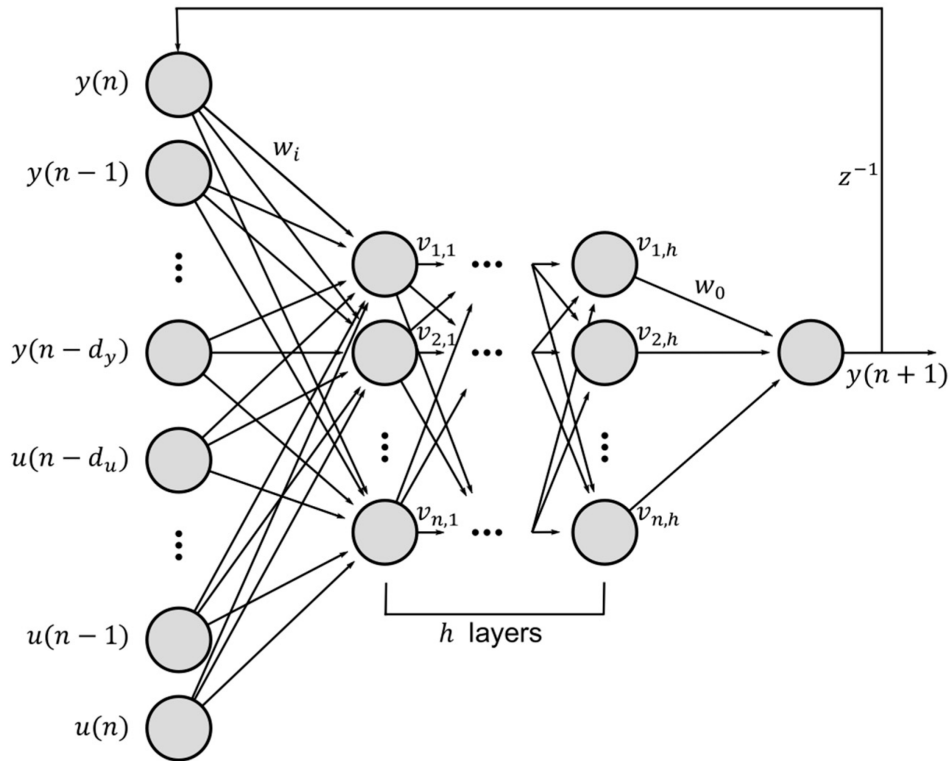 y(n)
y(n − 1)
⋮
y(n − d_y)
u(n − d_u)
⋮
u(n − 1)
u(n)
w_i
v_{1,1}
v_{2,1}
⋮
v_{n,1}
⋯
⋯
⋯
v_{1,h}
v_{2,h}
⋮
v_{n,h}
h layers
w_0
z^{−1}
y(n + 1)